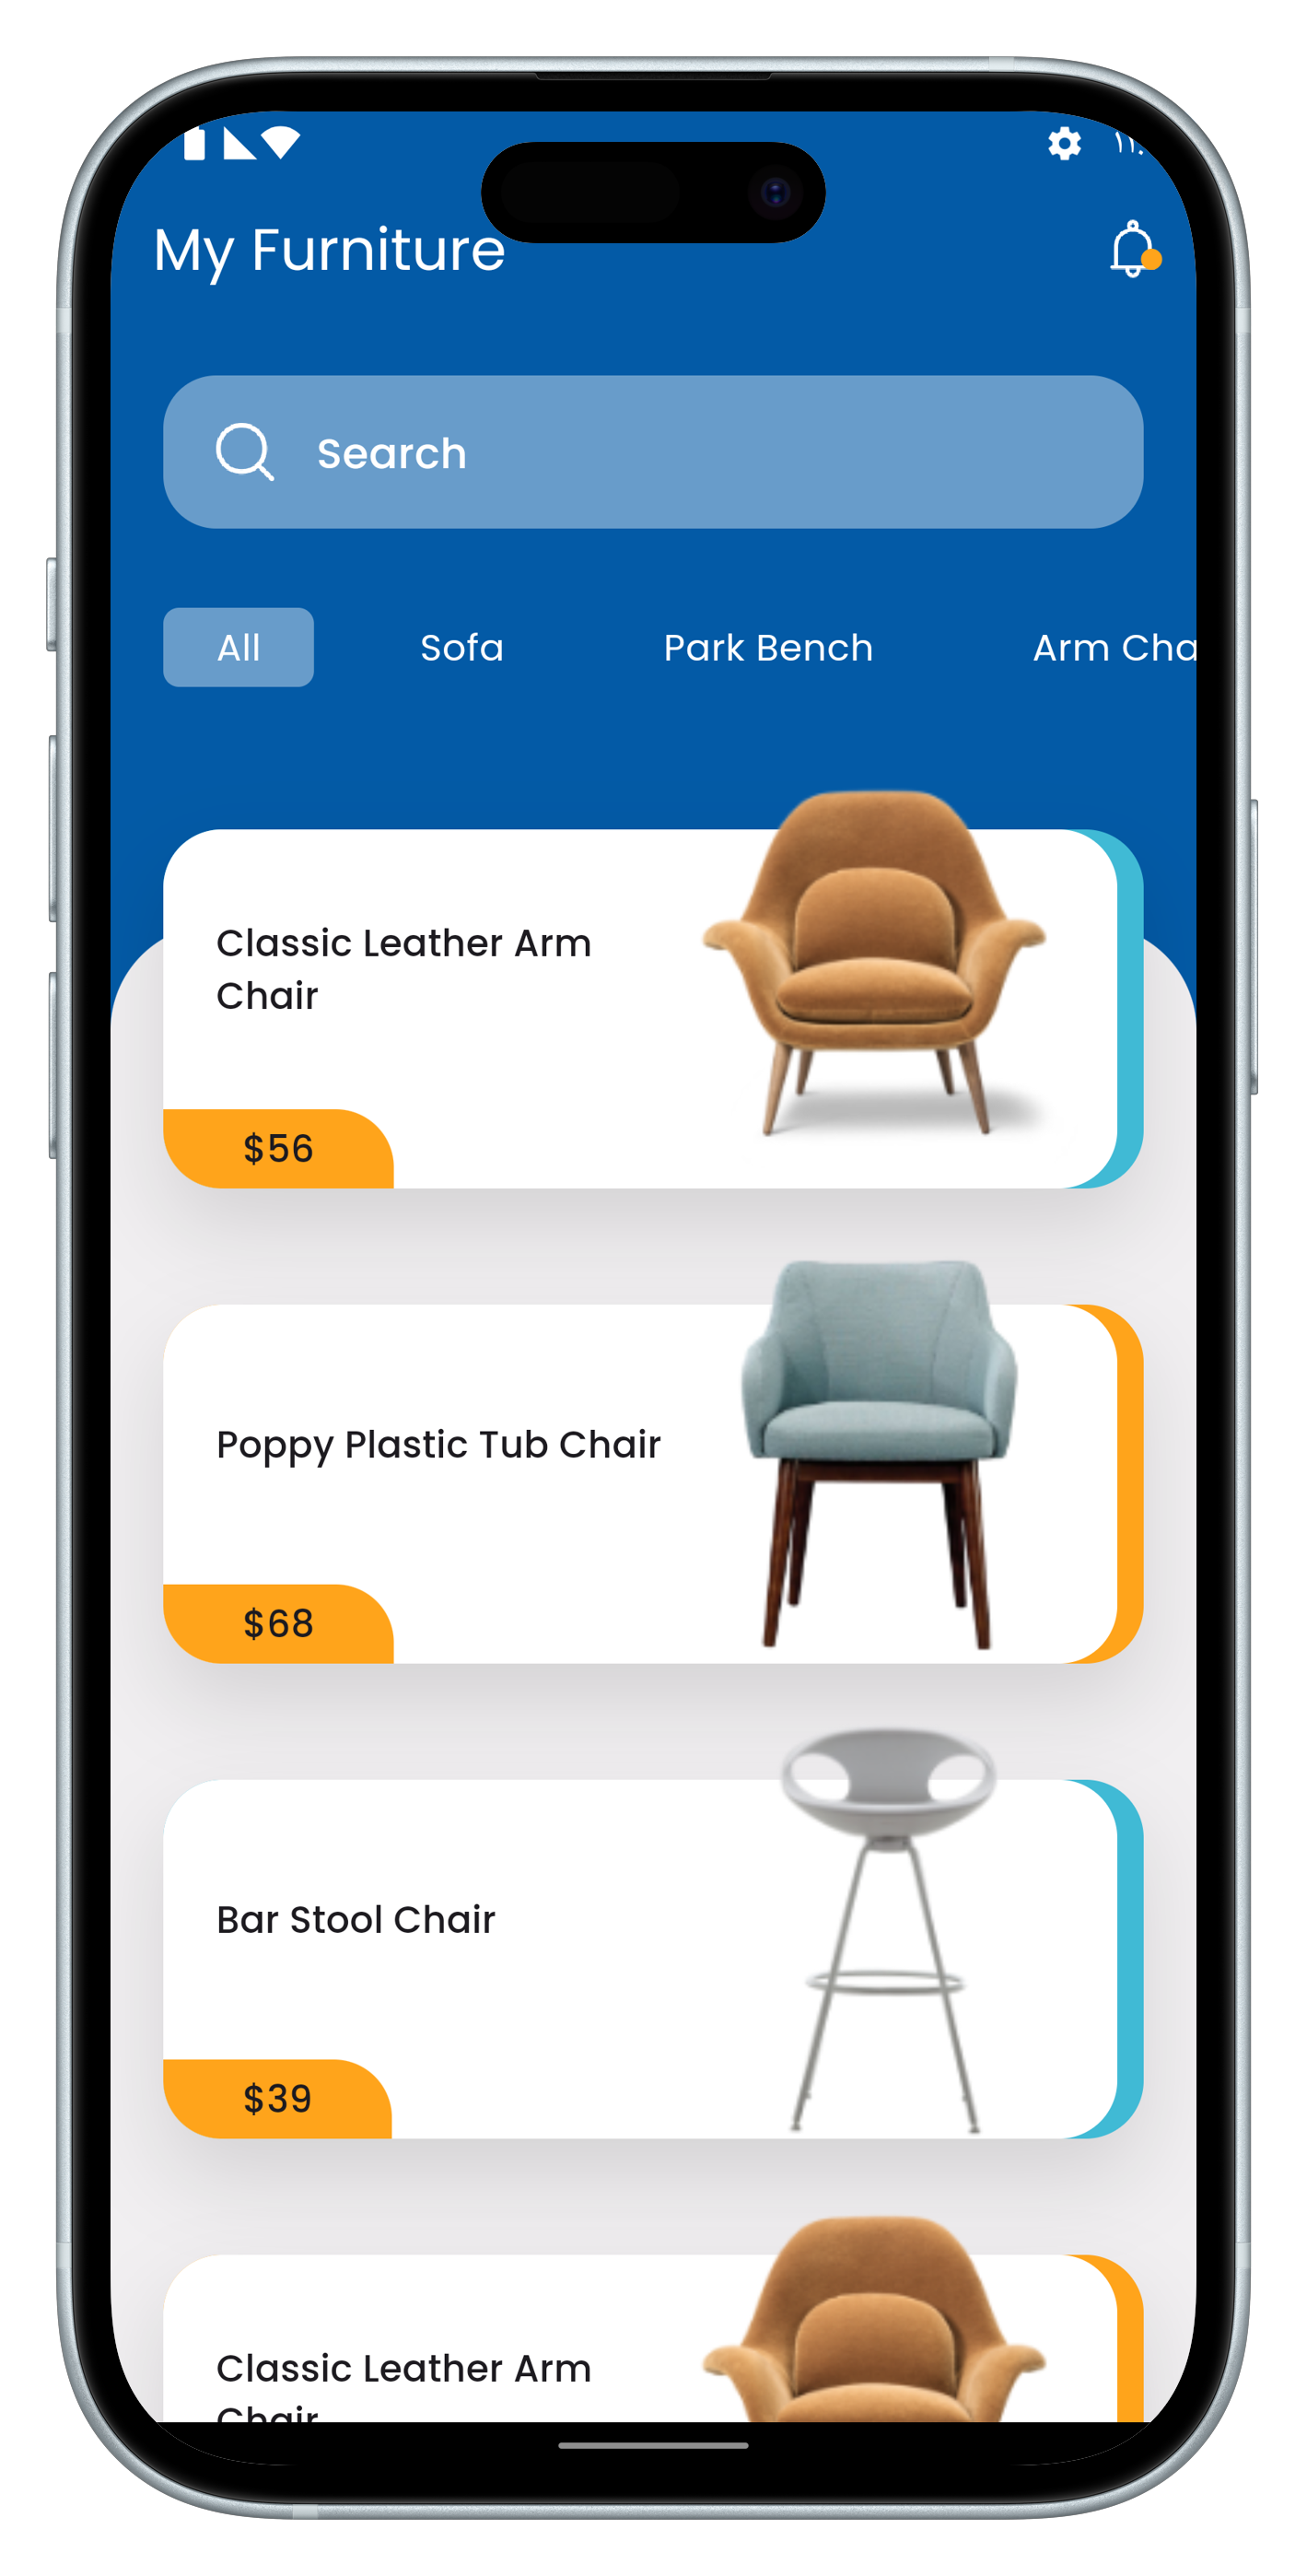 My Furniture
Search
All Sofa Park Bench Arm Cha
Classic Leather Arm
Chair
$56
Poppy Plastic Tub Chair
$68
Bar Stool Chair
$39
Classic Leather Arm
Chair